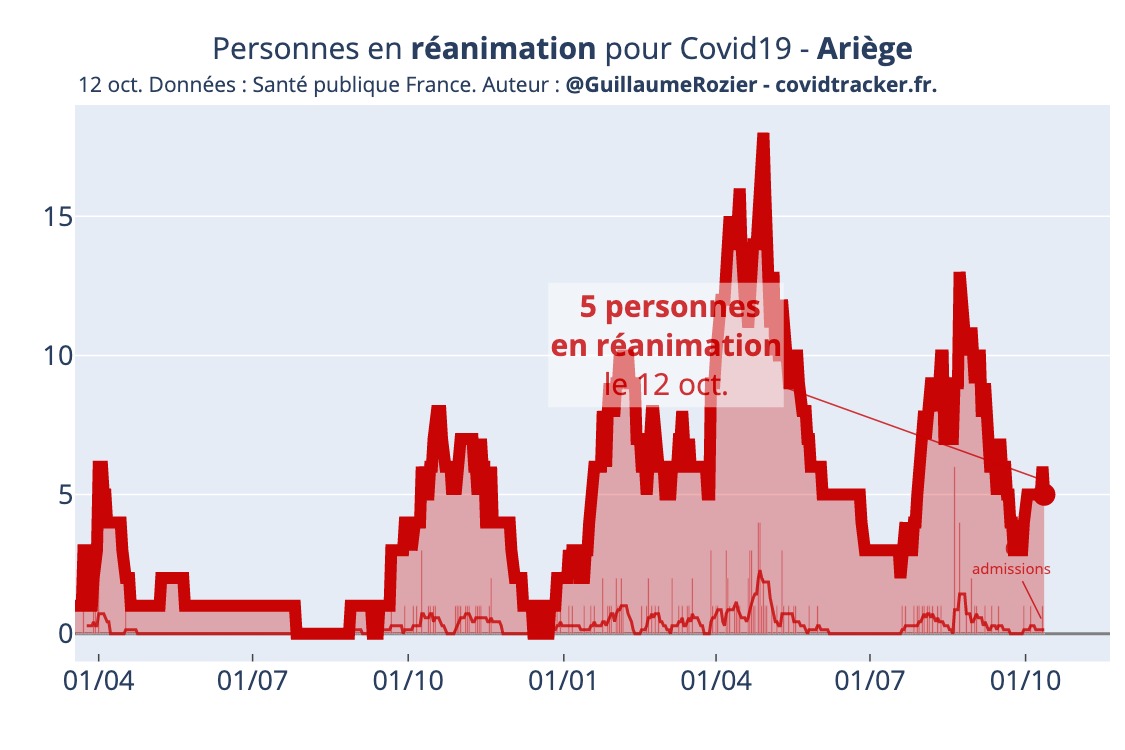 Personnes en réanimation pour Covid19 - Ariège
12 oct. Données : Santé publique France. Auteur : @GuillaumeRozier - covidtracker.fr.
15
10
5
0
5 personnes
en réanimation
le 12 oct.
admissions
01/04
01/07
01/10
01/01
01/04
01/07
01/10